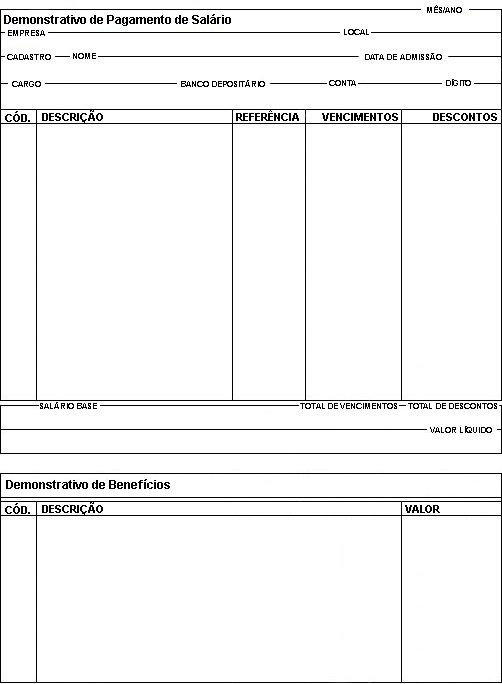 MÊS/ANO
Demonstrativo de Pagamento de Salário
EMPRESA LOCAL
CADASTRO NOME DATA DE ADMISSÃO
CARGO BANCO DEPOSITÁRIO CONTA DÍGITO
CÓD. DESCRIÇÃO REFERÊNCIA VENCIMENTOS DESCONTOS
SALÁRIO BASE TOTAL DE VENCIMENTOS TOTAL DE DESCONTOS
VALOR LÍQUIDO
Demonstrativo de Benefícios
CÓD. DESCRIÇÃO VALOR